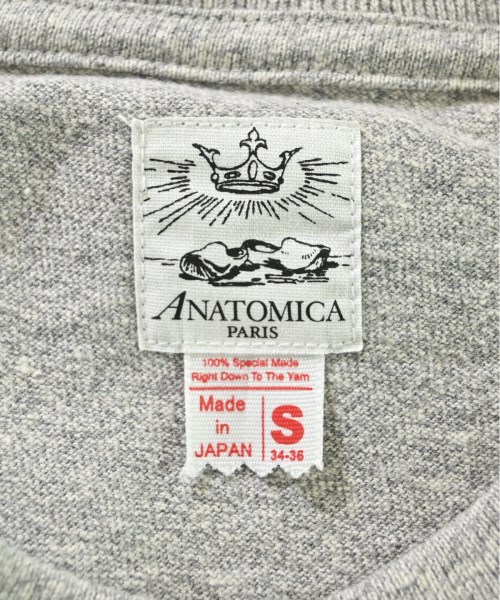 ANATOMICA
PARIS
100% Special Made
Right Down To The Yarn
Made
in
JAPAN
S
34-36